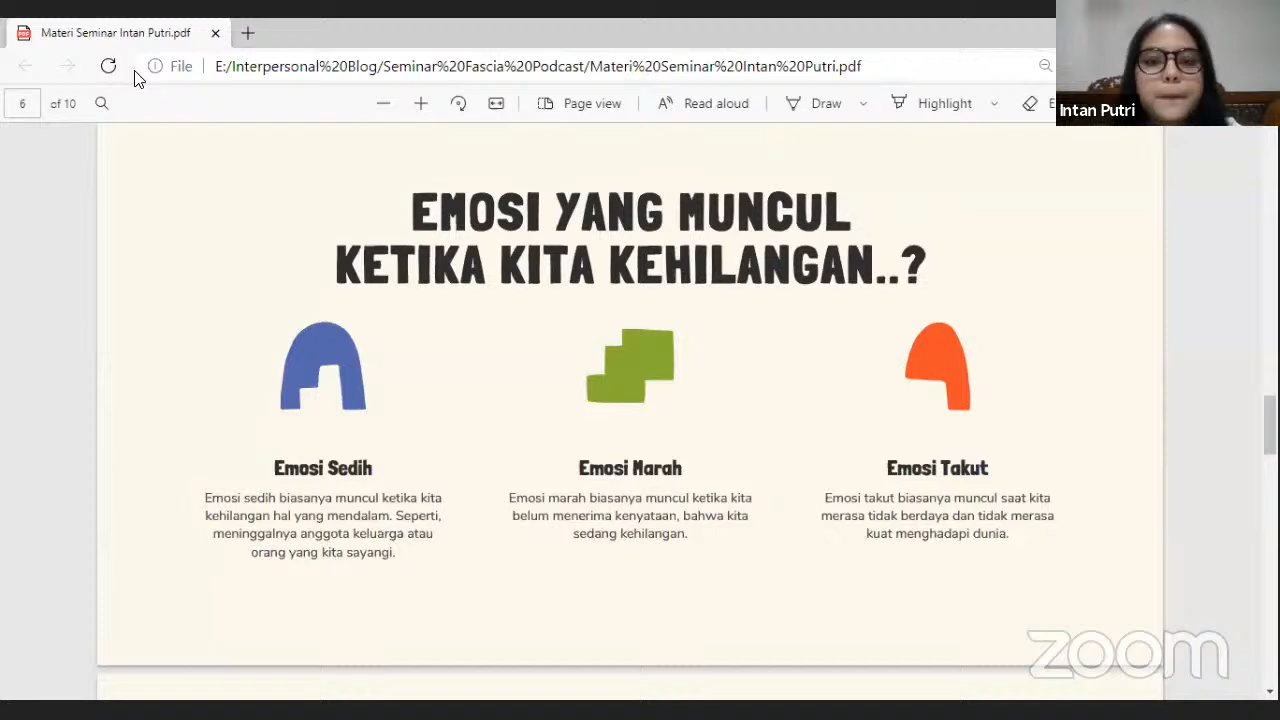 Materi Seminar Intan Putri.pdf
File
E:/Interpersonal%20Blog/Seminar%20Fascia%20Podcast/Materi%20Seminar%20Intan%20Putri.pdf
6 of 10
Page view
Read aloud
Draw
Highlight
Intan Putri
EMOSI YANG MUNCUL
KETIKA KITA KEHILANGAN..?
Emosi Sedih
Emosi sedih biasanya muncul ketika kita
kehilangan hal yang mendalam. Seperti,
meninggalnya anggota keluarga atau
orang yang kita sayangi.
Emosi Marah
Emosi marah biasanya muncul ketika kita
belum menerima kenyataan, bahwa kita
sedang kehilangan.
Emosi Takut
Emosi takut biasanya muncul saat kita
merasa tidak berdaya dan tidak merasa
kuat menghadapi dunia.
zoom